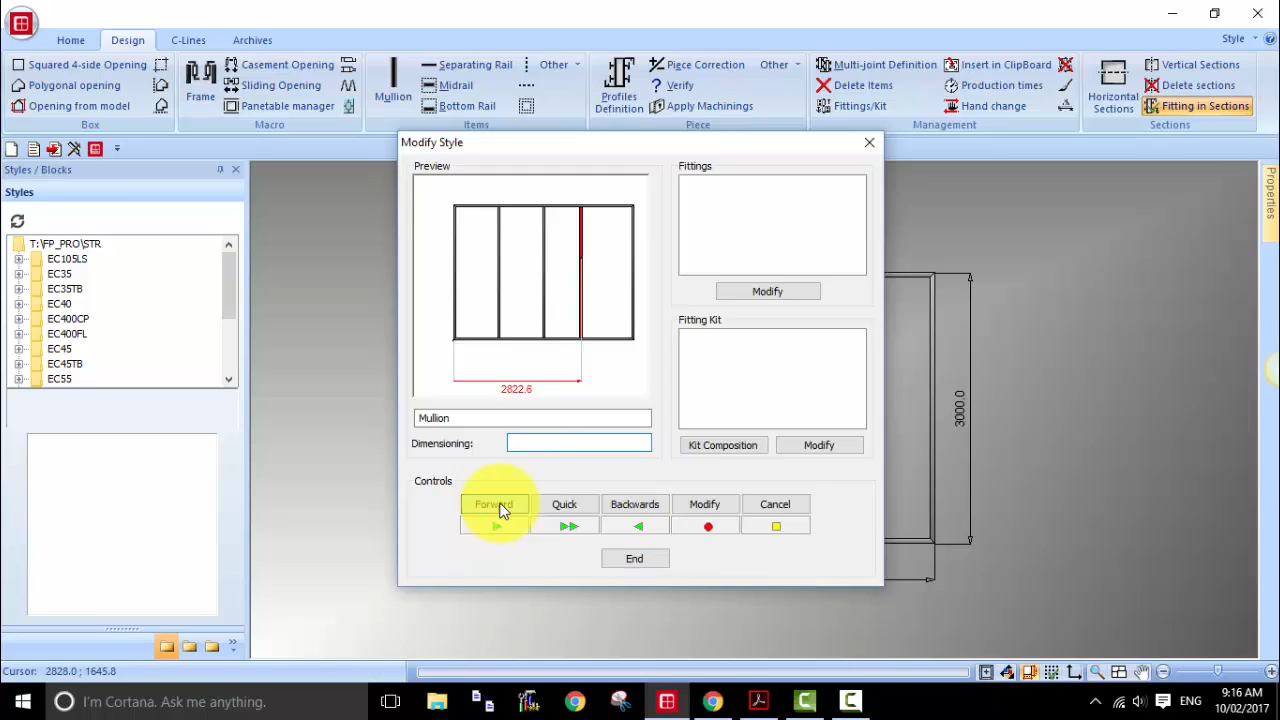 Home
Design
C-Lines
Archives
Style
Squared 4-side Opening
Polygonal opening
Opening from model
Box
Frame
Casement Opening
Sliding Opening
Panetable manager
Macro
Mullion
Separating Rail
Midrail
Bottom Rail
Other
Items
Profiles
Definition
Piece Correction
Verify
Apply Machinings
Other
Piece
Multi-joint Definition
Delete Items
Fittings/Kit
Insert in ClipBoard
Production times
Hand change
Management
Horizontal
Sections
Vertical Sections
Delete sections
Fitting in Sections
Sections
Styles / Blocks
Styles
T:\FP_PRO\STR
EC105LS
EC35
EC35TB
EC40
EC400CP
EC400FL
EC45
EC45TB
EC55
Modify Style
Preview
2822.6
Mullion
Dimensioning:
Fittings
Modify
Fitting Kit
Kit Composition
Modify
Controls
Forward
Quick
Backwards
Modify
Cancel
End
3000.0
Properties
Cursor: 2828.0 ; 1645.8
I'm Cortana. Ask me anything.
ENG
9:16 AM
10/02/2017